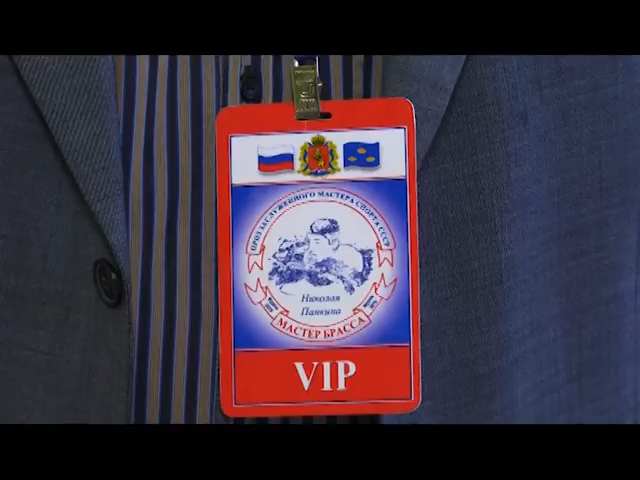 ПРИЗ ЗАСЛУЖЕННОГО МАСТЕРА СПОРТА СССР
Николая
Панкина
МАСТЕР БРАССА
VIP